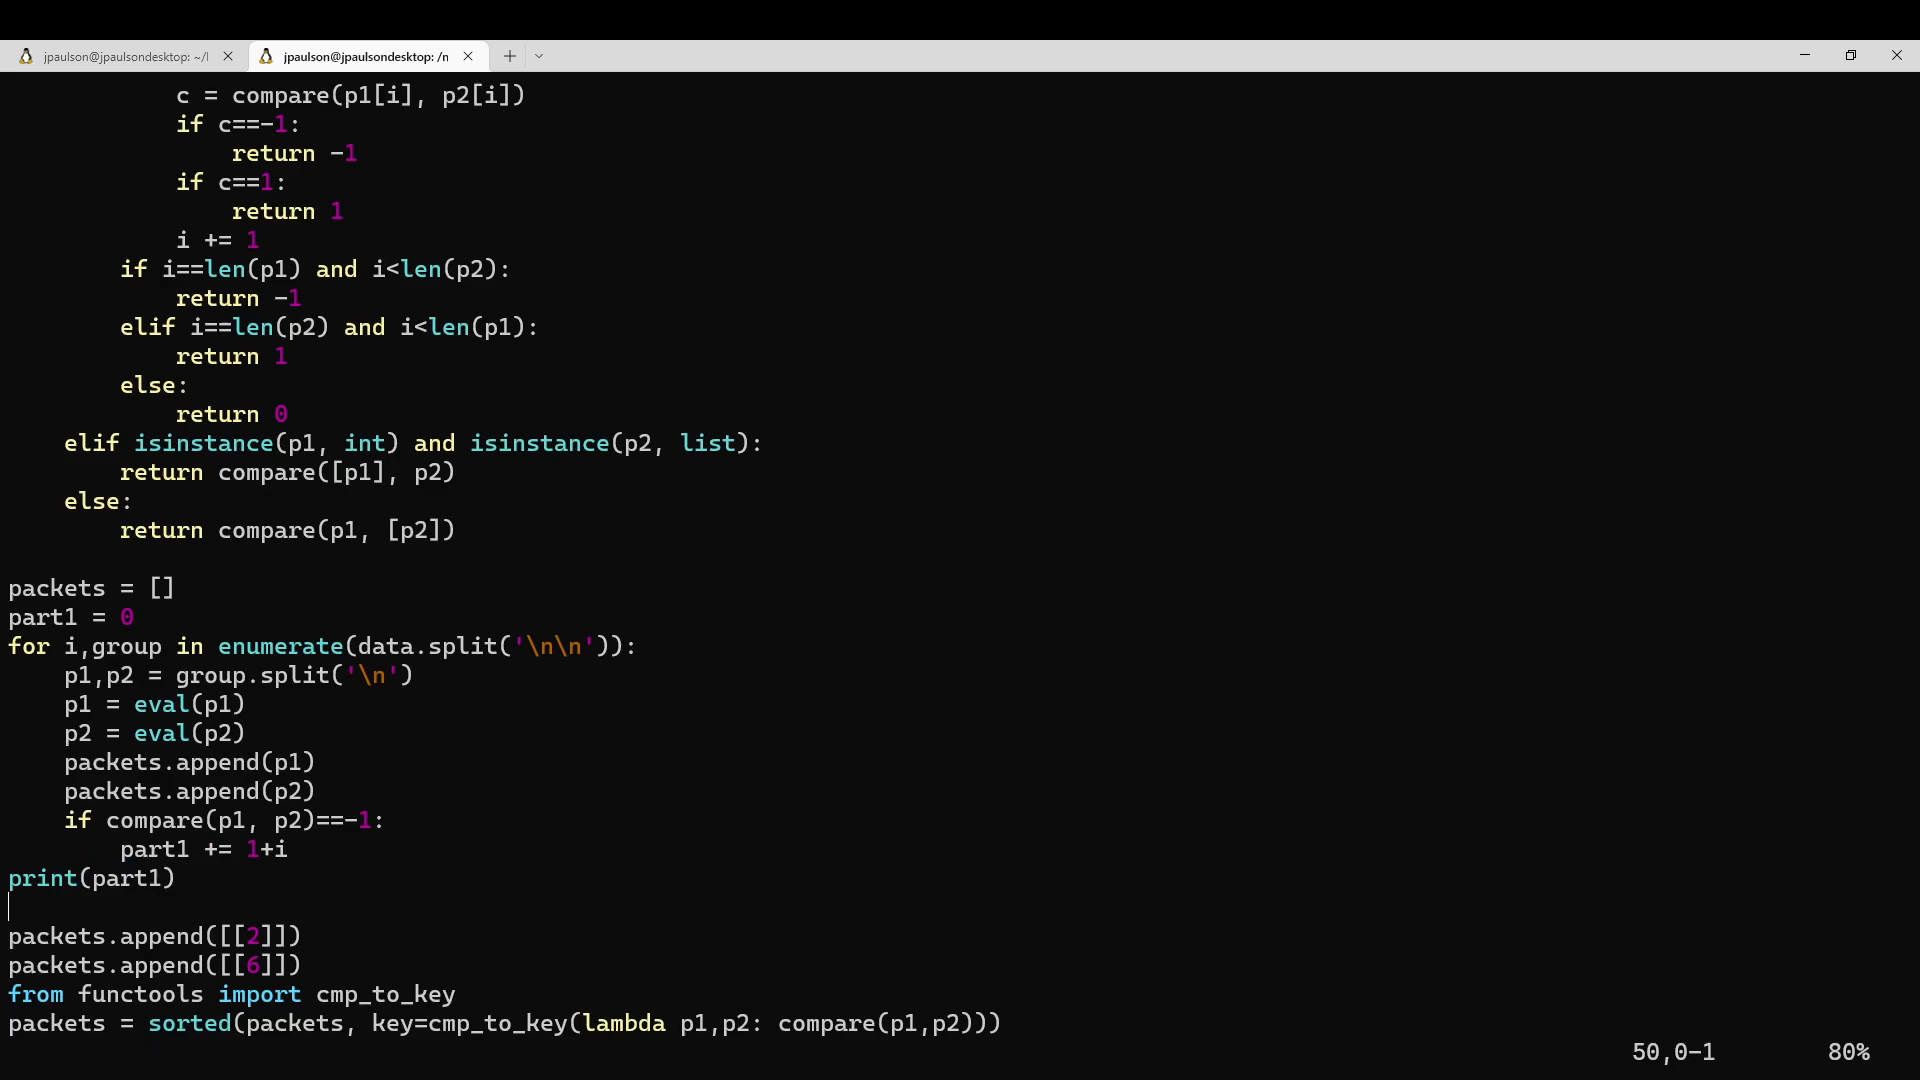 jpaulson@jpaulsondesktop: ~/l
jpaulson@jpaulsondesktop: /n
            c = compare(p1[i], p2[i])
            if c==-1:
                return -1
            if c==1:
                return 1
            i += 1
        if i==len(p1) and i<len(p2):
            return -1
        elif i==len(p2) and i<len(p1):
            return 1
        else:
            return 0
    elif isinstance(p1, int) and isinstance(p2, list):
        return compare([p1], p2)
    else:
        return compare(p1, [p2])

packets = []
part1 = 0
for i,group in enumerate(data.split('\n\n')):
    p1,p2 = group.split('\n')
    p1 = eval(p1)
    p2 = eval(p2)
    packets.append(p1)
    packets.append(p2)
    if compare(p1, p2)==-1:
        part1 += 1+i
print(part1)

packets.append([[2]])
packets.append([[6]])
from functools import cmp_to_key
packets = sorted(packets, key=cmp_to_key(lambda p1,p2: compare(p1,p2)))
50,0-1 80%